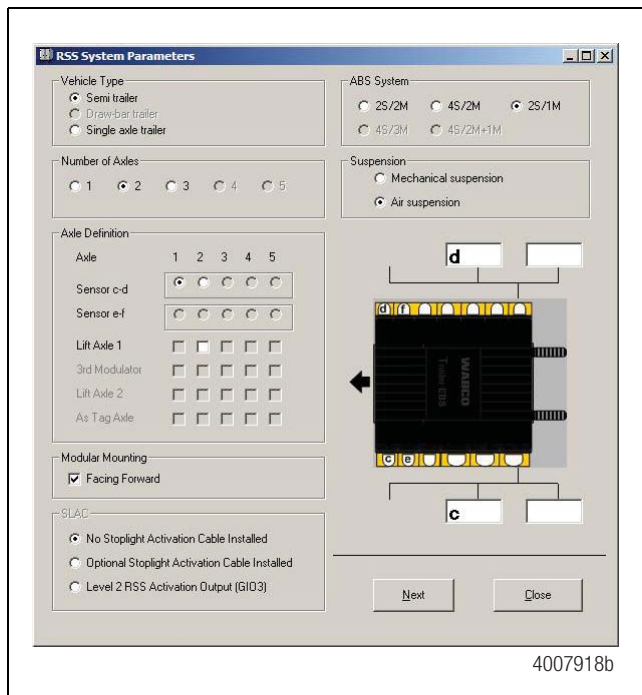 RSS System Parameters
Vehicle Type
Semi trailer
Draw-bar trailer
Single axle trailer
ABS System
2S/2M 4S/2M 2S/1M
4S/3M 4S/2M+1M
Number of Axles
1 2 3 4 5
Suspension
Mechanical suspension
Air suspension
Axle Definition
Axle 1 2 3 4 5
Sensor c-d
Sensor e-f
Lift Axle 1
3rd Modulator
Lift Axle 2
As Tag Axle
d
d f
WABCO
Trailer EBS
c e
c
Modular Mounting
Facing Forward
SLAC
No Stoplight Activation Cable Installed
Optional Stoplight Activation Cable Installed
Level 2 RSS Activation Output (GIO3)
Next Close
4007918b